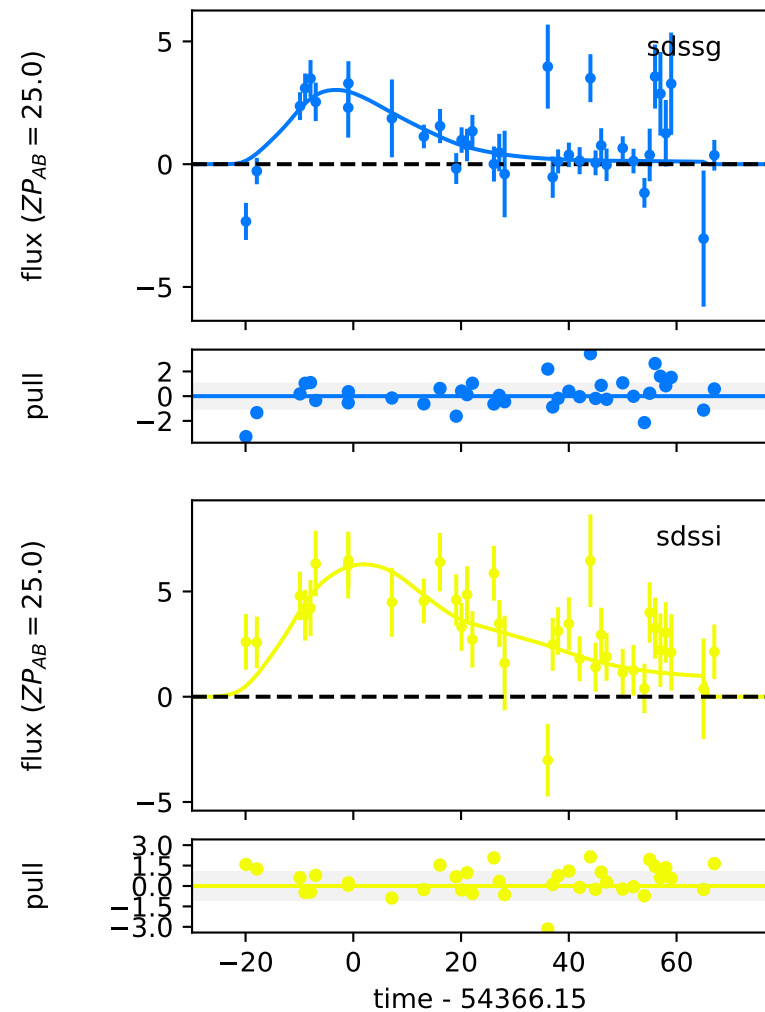 sdssg
flux (ZP_AB = 25.0)
5
0
−5
pull
2
0
−2
sdssi
flux (ZP_AB = 25.0)
5
0
−5
pull
3.0
1.5
0.0
−1.5
−3.0
−20 0 20 40 60
time - 54366.15